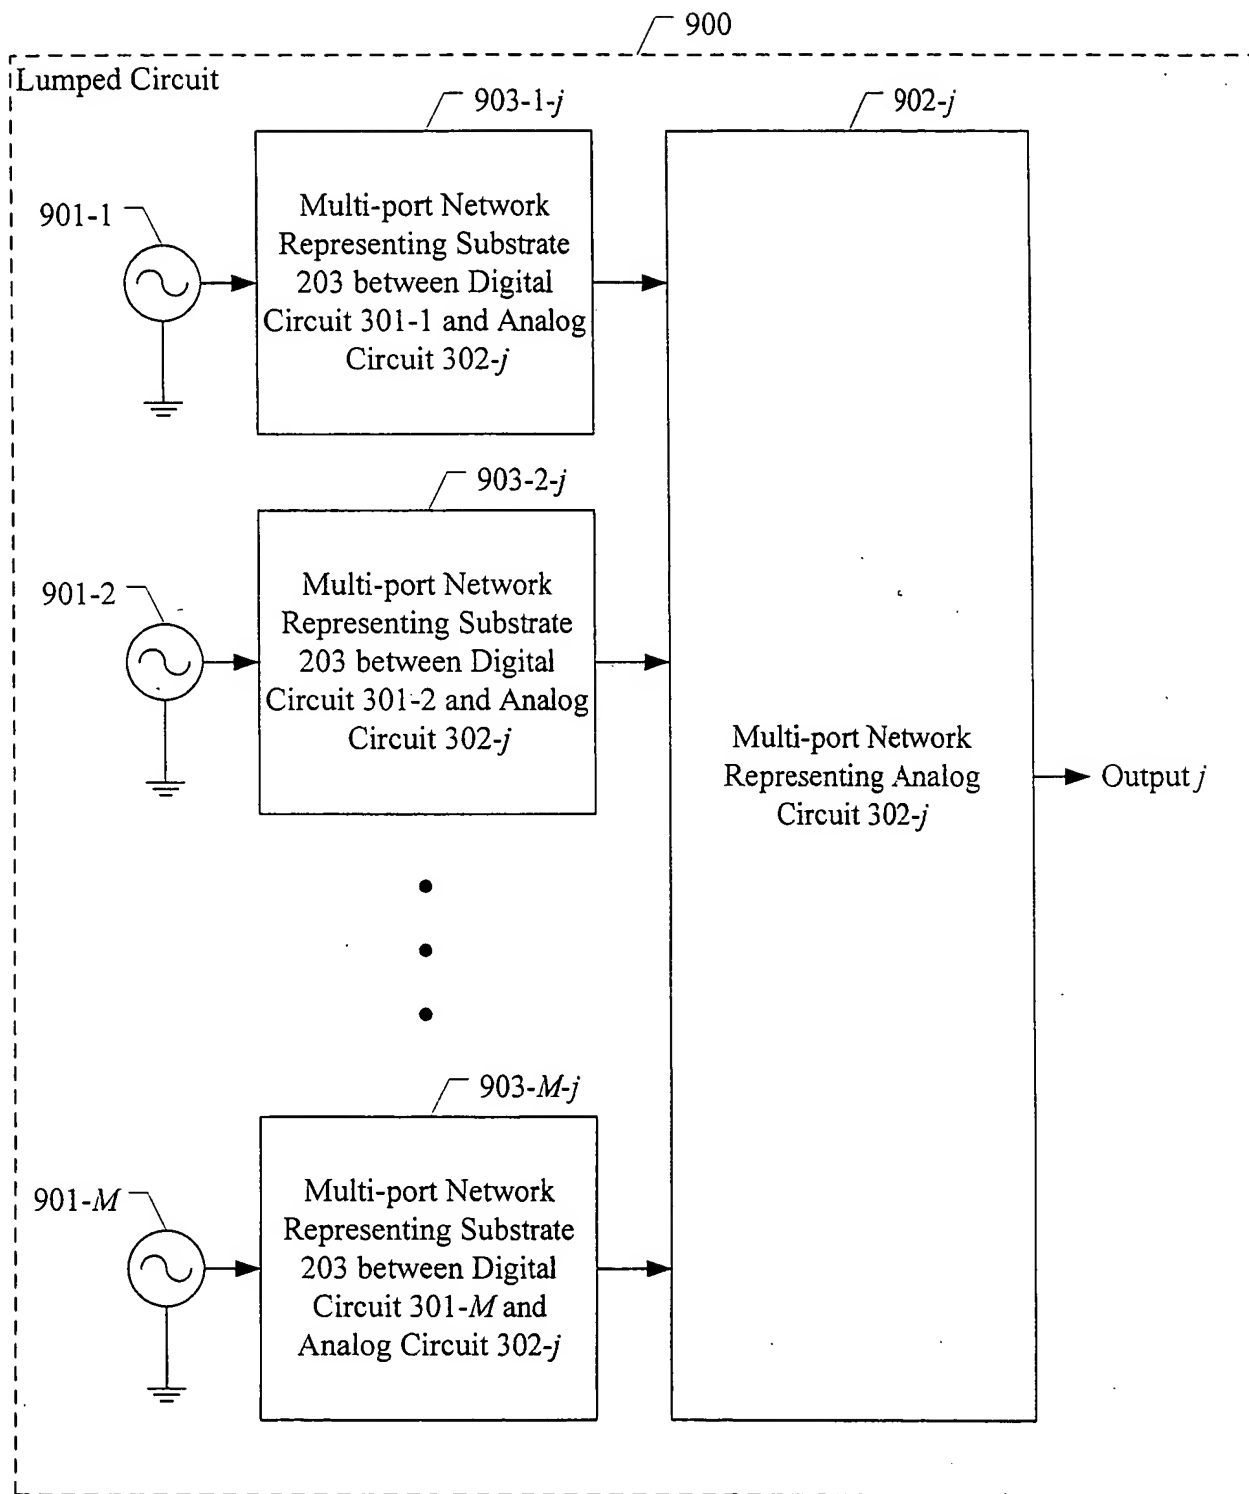 900
Lumped Circuit
903-1-j
902-j
901-1
Multi-port Network
Representing Substrate
203 between Digital
Circuit 301-1 and Analog
Circuit 302-j
903-2-j
901-2
Multi-port Network
Representing Substrate
203 between Digital
Circuit 301-2 and Analog
Circuit 302-j
Multi-port Network
Representing Analog
Circuit 302-j
Output j
903-M-j
901-M
Multi-port Network
Representing Substrate
203 between Digital
Circuit 301-M and
Analog Circuit 302-j